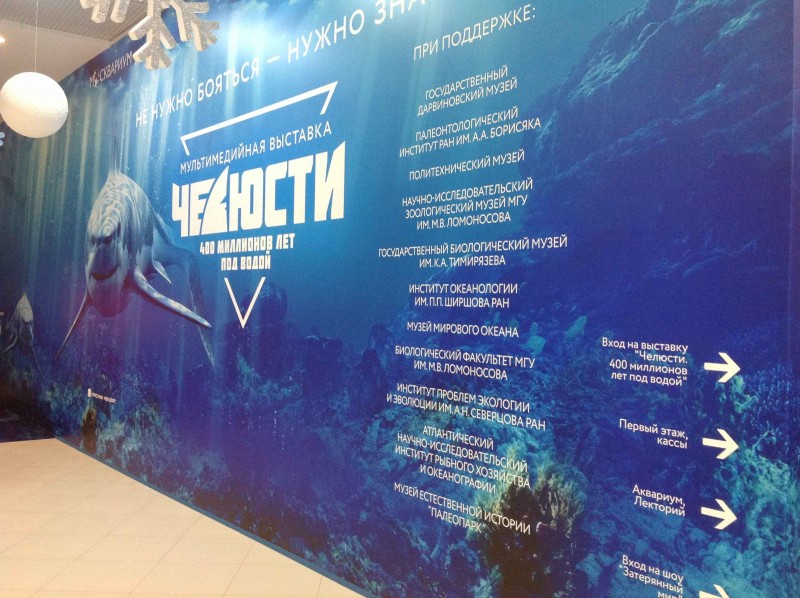 МОСКВАРИУМ
НЕ НУЖНО БОЯТЬСЯ — НУЖНО
МУЛЬТИМЕДИЙНАЯ ВЫСТАВКА
ЧЕЛЮСТИ
400 МИЛЛИОНОВ ЛЕТ
ПОД ВОДОЙ
ПРИ ПОДДЕРЖКЕ:
ГОСУДАРСТВЕННЫЙ
ДАРВИНОВСКИЙ МУЗЕЙ
ПАЛЕОНТОЛОГИЧЕСКИЙ
ИНСТИТУТ РАН ИМ. А.А. БОРИСЯКА
ПОЛИТЕХНИЧЕСКИЙ МУЗЕЙ
НАУЧНО-ИССЛЕДОВАТЕЛЬСКИЙ
ЗООЛОГИЧЕСКИЙ МУЗЕЙ МГУ
ИМ. М.В. ЛОМОНОСОВА
ГОСУДАРСТВЕННЫЙ БИОЛОГИЧЕСКИЙ МУЗЕЙ
ИМ. К.А. ТИМИРЯЗЕВА
ИНСТИТУТ ОКЕАНОЛОГИИ
ИМ. П.П. ШИРШОВА РАН
МУЗЕЙ МИРОВОГО ОКЕАНА
БИОЛОГИЧЕСКИЙ ФАКУЛЬТЕТ МГУ
ИМ. М.В. ЛОМОНОСОВА
ИНСТИТУТ ПРОБЛЕМ ЭКОЛОГИИ
И ЭВОЛЮЦИИ ИМ. А.Н. СЕВЕРЦОВА РАН
АТЛАНТИЧЕСКИЙ
НАУЧНО-ИССЛЕДОВАТЕЛЬСКИЙ
ИНСТИТУТ РЫБНОГО ХОЗЯЙСТВА
И ОКЕАНОГРАФИИ
МУЗЕЙ ЕСТЕСТВЕННОЙ ИСТОРИИ
"ПАЛЕОПАРК"
Вход на выставку
"Челюсти.
400 миллионов
лет под водой"
Первый этаж,
кассы
Аквариум,
Лекторий
Вход на шоу
"Затерянный